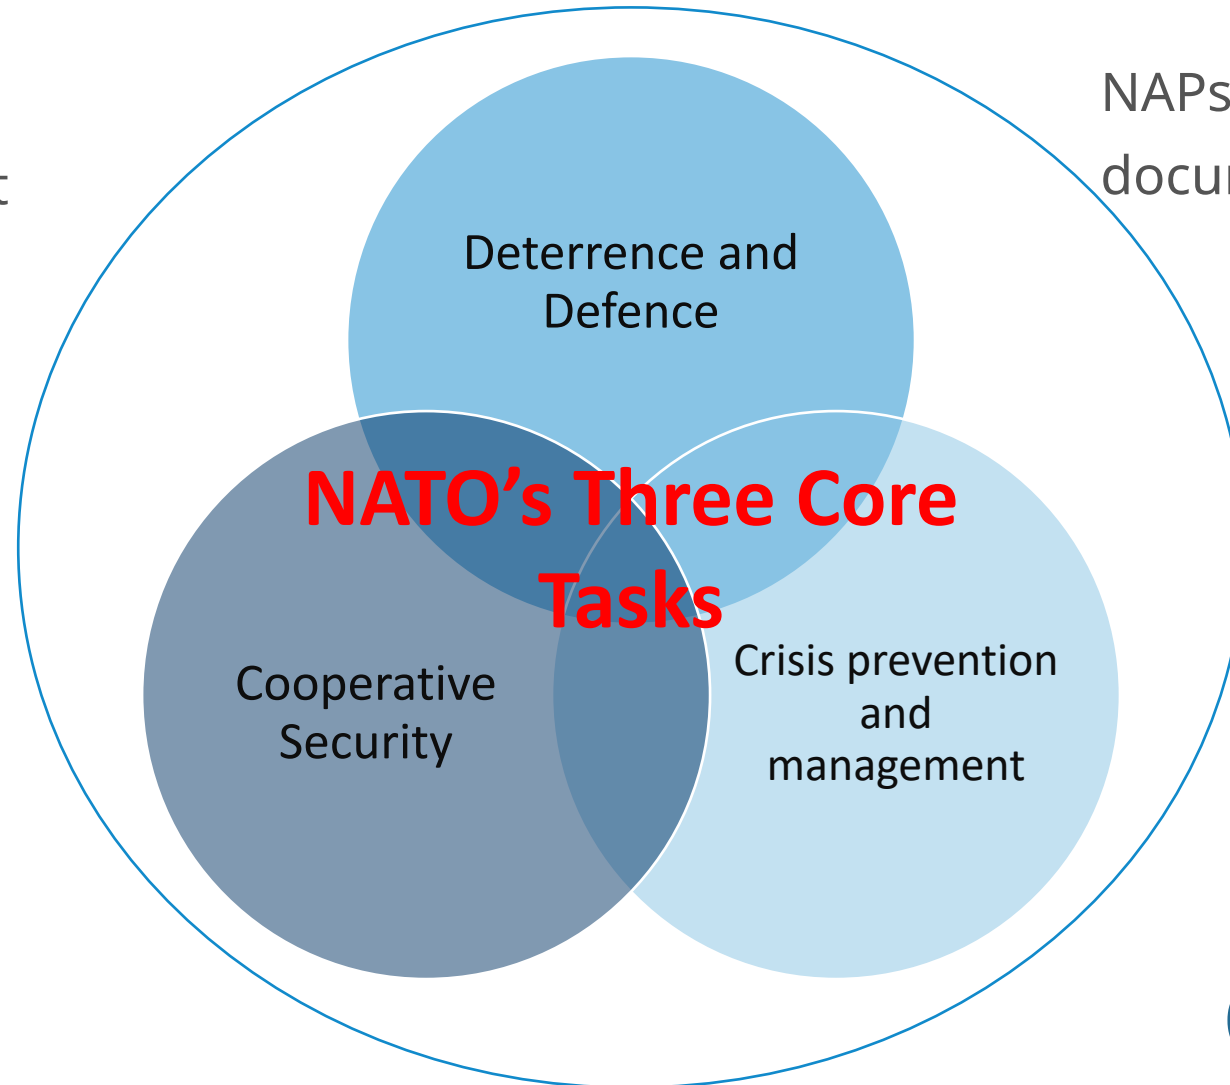 NAPs
t
Deterrence and
Defence
NATO’s Three Core
Tasks
Cooperative
Security
Crisis prevention
and
management